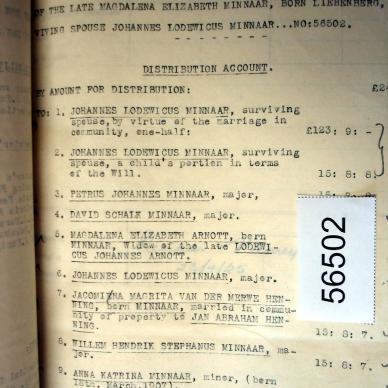 OF THE LATE MAGDALENA ELIZABETH MINNAAR, BORN LIEBENBERG,
VIVING SPOUSE JOHANNES LODEWICUS MINNAAR...NO:56502.
DISTRIBUTION ACCOUNT.
BY AMOUNT FOR DISTRIBUTION: £24
TO: 1. JOHANNES LODEWICUS MINNAAR, surviving
spouse, by virtue of the marriage in
community, one-half: £123: 9: -
2. JOHANNES LODEWICUS MINNAAR, surviving
spouse, a child's portion in terms
of the Will. 15: 8: 8.
3. PETRUS JOHANNES MINNAAR, major,
4. DAVID SCHALK MINNAAR, major.
5. MAGDALENA ELIZABETH ARNOTT, born
MINNAAR, Widow of the late LODEWI-
CUS JOHANNES ARNOTT.
6. JOHANNES LODEWICUS MINNAAR, major.
7. JACOMINA MAGRITA VAN DER MERWE HEN-
NING, born MINNAAR, married in commu-
nity of property to JAN ABRAHAM HEN-
NING. 15: 8: 7.
8. WILLEM HENDRIK STEPHANUS MINNAAR, ma-
jor. 15: 8: 7.
9. ANNA KATRINA MINNAAR, minor, (born
18th. March, 1907).
56502